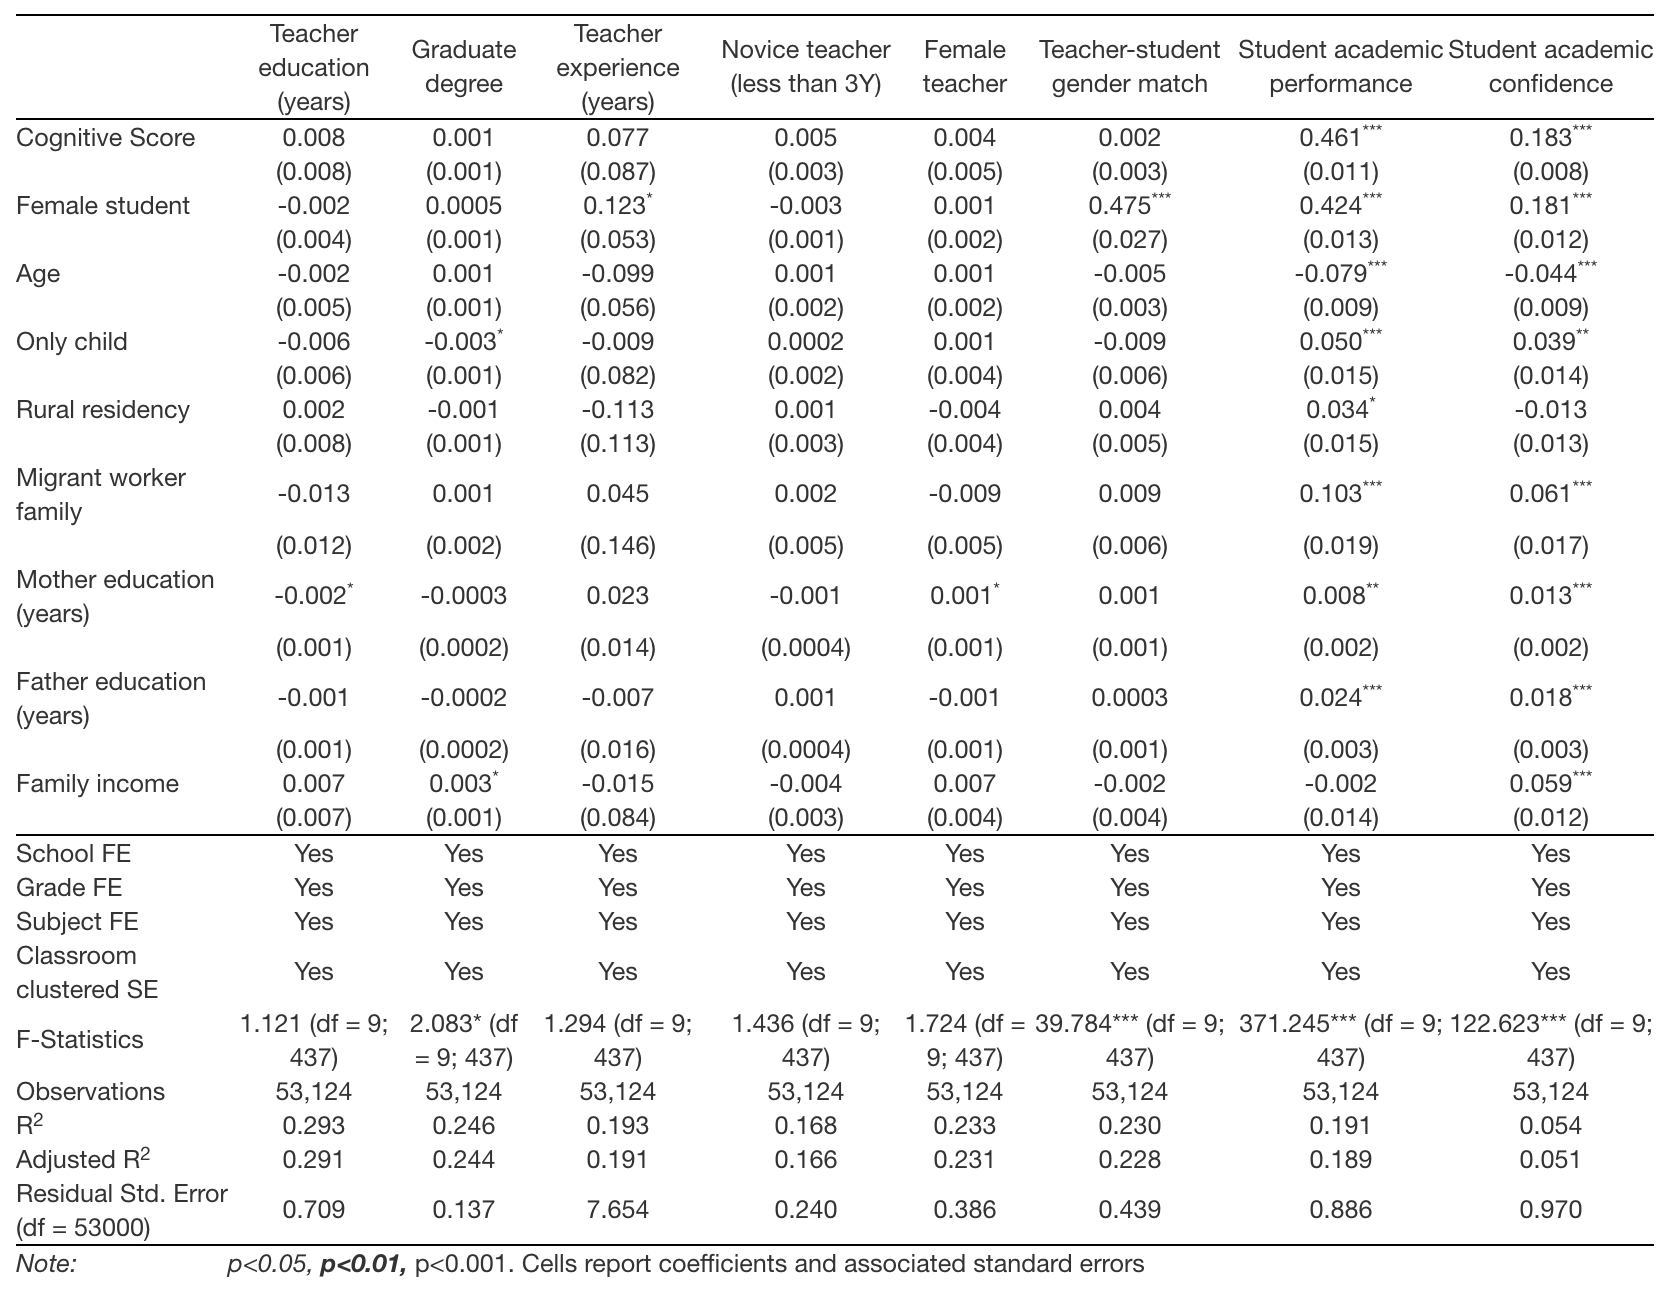 Teacher education (years) Graduate degree Teacher experience (years) Novice teacher (less than 3Y) Female teacher Teacher-student gender match Student academic performance Student academic confidence
Cognitive Score 0.008 0.001 0.077 0.005 0.004 0.002 0.461*** 0.183***
(0.008) (0.001) (0.087) (0.003) (0.005) (0.003) (0.011) (0.008)
Female student -0.002 0.0005 0.123* -0.003 0.001 0.475*** 0.424*** 0.181***
(0.004) (0.001) (0.053) (0.001) (0.002) (0.027) (0.013) (0.012)
Age -0.002 0.001 -0.099 0.001 0.001 -0.005 -0.079*** -0.044***
(0.005) (0.001) (0.056) (0.002) (0.002) (0.003) (0.009) (0.009)
Only child -0.006 -0.003* -0.009 0.0002 0.001 -0.009 0.050*** 0.039**
(0.006) (0.001) (0.082) (0.002) (0.004) (0.006) (0.015) (0.014)
Rural residency 0.002 -0.001 -0.113 0.001 -0.004 0.004 0.034* -0.013
(0.008) (0.001) (0.113) (0.003) (0.004) (0.005) (0.015) (0.013)
Migrant worker family -0.013 0.001 0.045 0.002 -0.009 0.009 0.103*** 0.061***
(0.012) (0.002) (0.146) (0.005) (0.005) (0.006) (0.019) (0.017)
Mother education (years) -0.002* -0.0003 0.023 -0.001 0.001* 0.001 0.008** 0.013***
(0.001) (0.0002) (0.014) (0.0004) (0.001) (0.001) (0.002) (0.002)
Father education (years) -0.001 -0.0002 -0.007 0.001 -0.001 0.0003 0.024*** 0.018***
(0.001) (0.0002) (0.016) (0.0004) (0.001) (0.001) (0.003) (0.003)
Family income 0.007 0.003* -0.015 -0.004 0.007 -0.002 -0.002 0.059***
(0.007) (0.001) (0.084) (0.003) (0.004) (0.004) (0.014) (0.012)
School FE Yes Yes Yes Yes Yes Yes Yes Yes
Grade FE Yes Yes Yes Yes Yes Yes Yes Yes
Subject FE Yes Yes Yes Yes Yes Yes Yes Yes
Classroom clustered SE Yes Yes Yes Yes Yes Yes Yes Yes
F-Statistics 1.121 (df = 9; 437) 2.083* (df = 9; 437) 1.294 (df = 9; 437) 1.436 (df = 9; 437) 1.724 (df = 9; 437) 39.784*** (df = 9; 437) 371.245*** (df = 9; 437) 122.623*** (df = 9; 437)
Observations 53,124 53,124 53,124 53,124 53,124 53,124 53,124 53,124
R2 0.293 0.246 0.193 0.168 0.233 0.230 0.191 0.054
Adjusted R2 0.291 0.244 0.191 0.166 0.231 0.228 0.189 0.051
Residual Std. Error (df = 53000) 0.709 0.137 7.654 0.240 0.386 0.439 0.886 0.970
Note: p<0.05, p<0.01, p<0.001. Cells report coefficients and associated standard errors